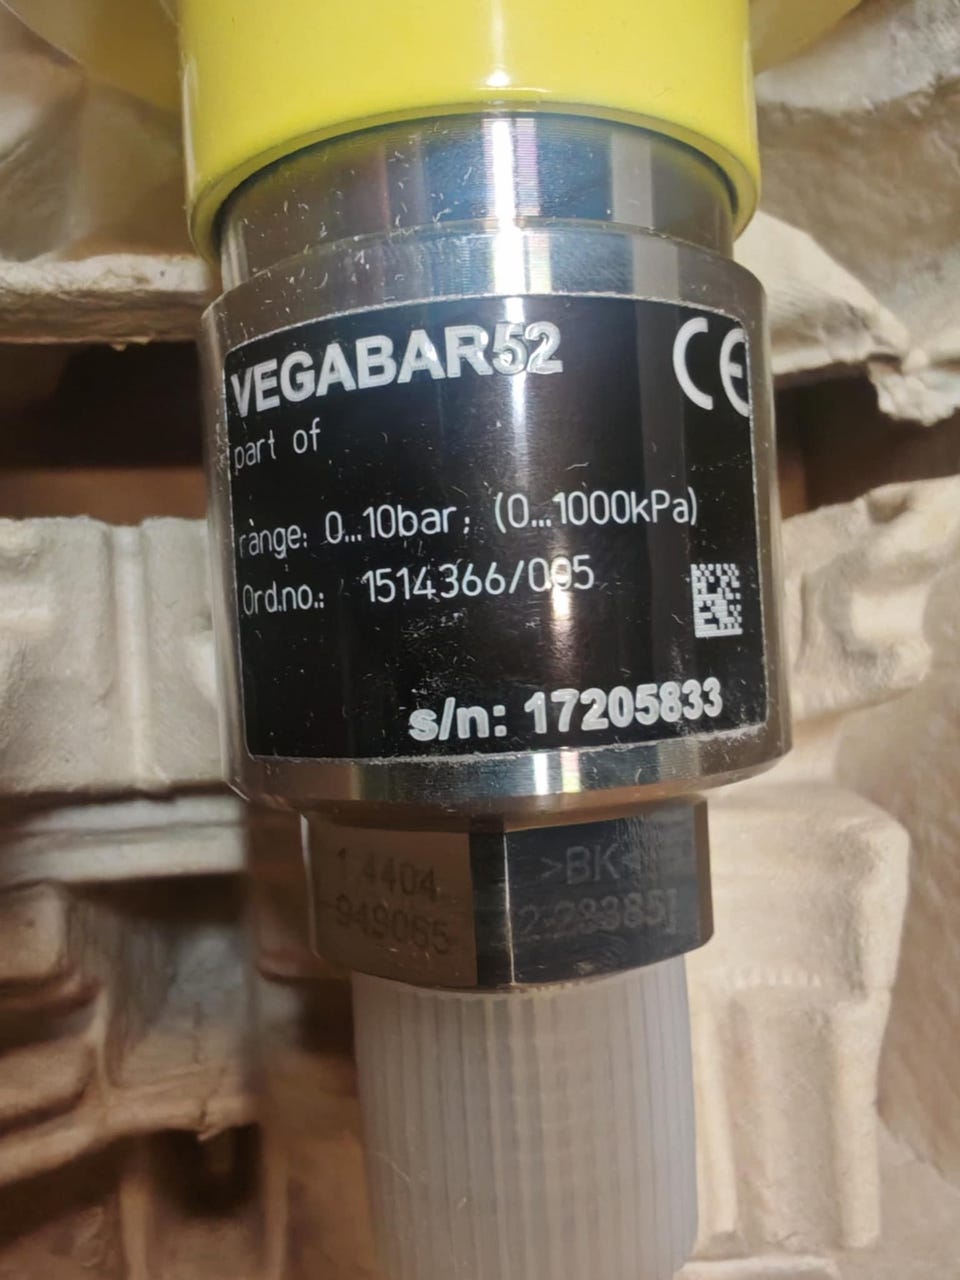 VEGABAR52
CE
part of
range: 0...10bar; (0...1000kPa)
Ord.no.: 1514366/005
s/n: 17205833
1.4404
949065
>BK<